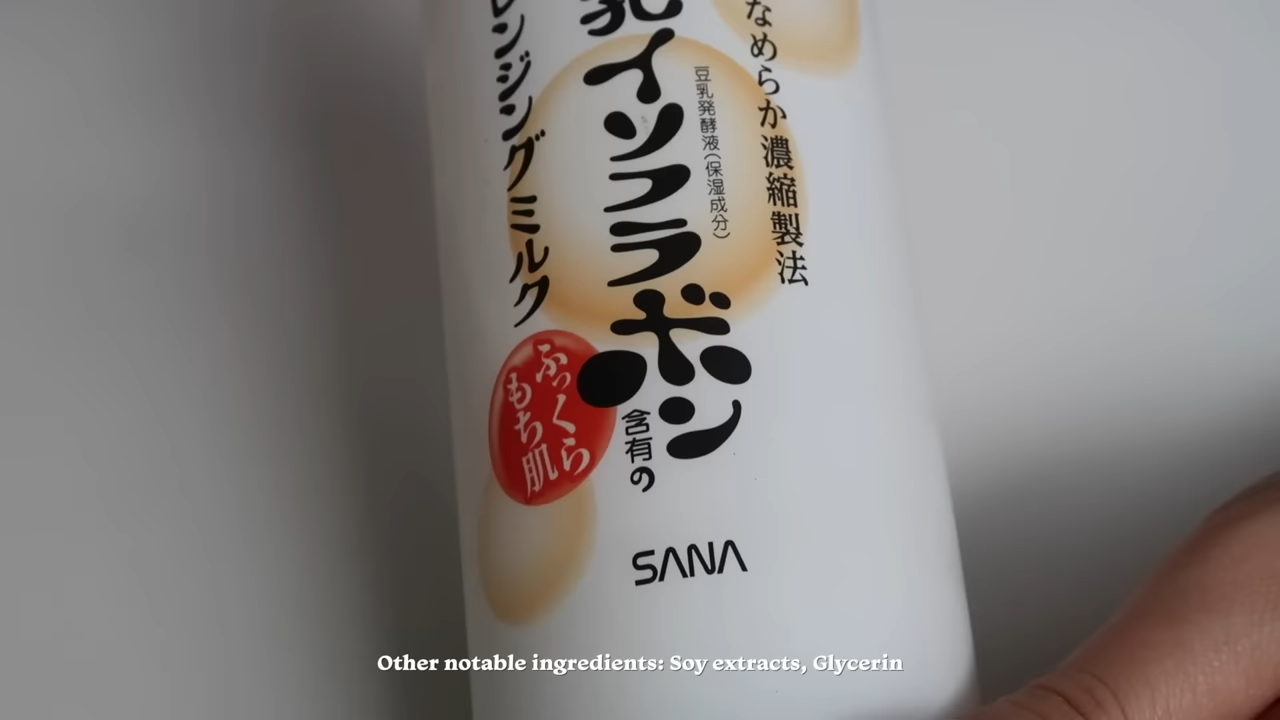 なめらか濃縮製法
豆乳発酵液(保湿成分)
乳イソフラボン
含有の
レンジングミルク
ふっくら
もち肌
SANA
Other notable ingredients: Soy extracts, Glycerin